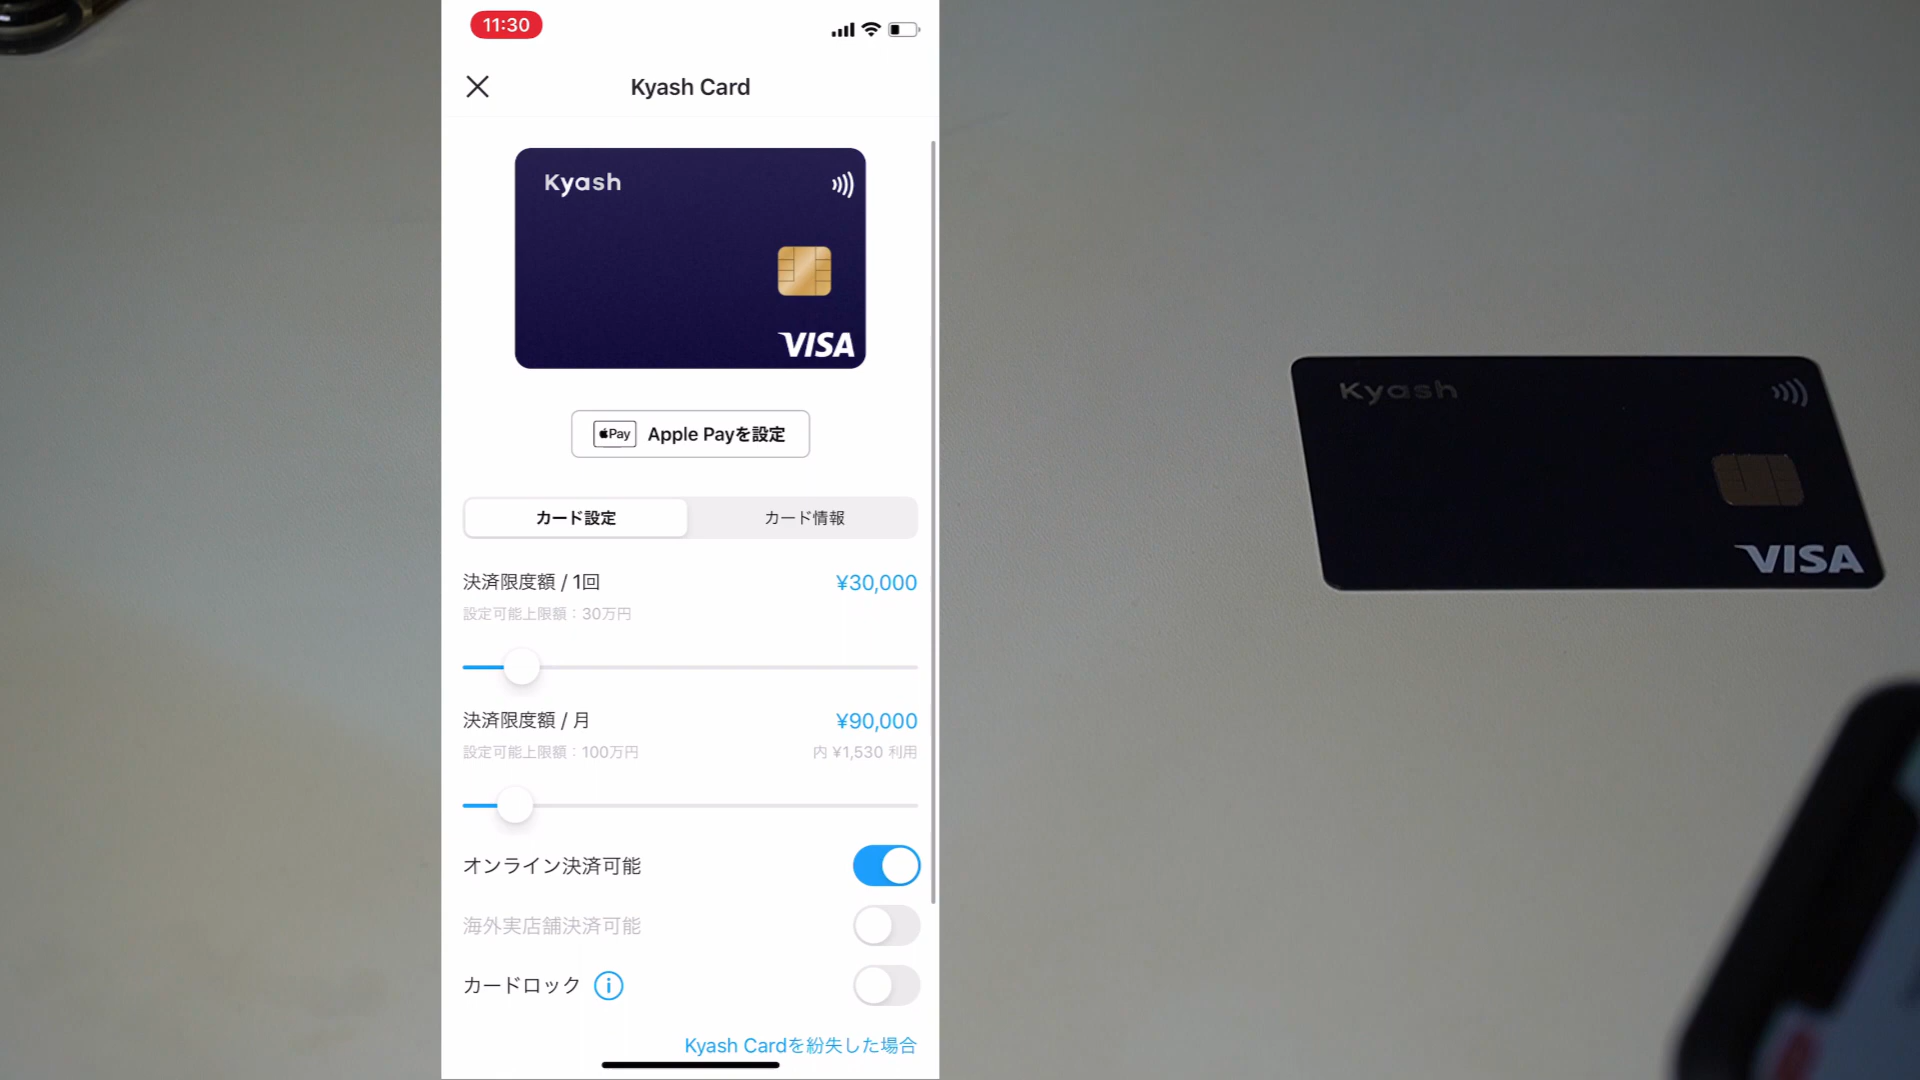 11:30
Kyash Card
Kyash
VISA
Pay Apple Payを設定
カード設定 カード情報
決済限度額 / 1回 ¥30,000
設定可能上限額：30万円
決済限度額 / 月 ¥90,000
設定可能上限額：100万円 内 ¥1,530 利用
オンライン決済可能
海外実店舗決済可能
カードロック
Kyash Cardを紛失した場合
Kyash
VISA